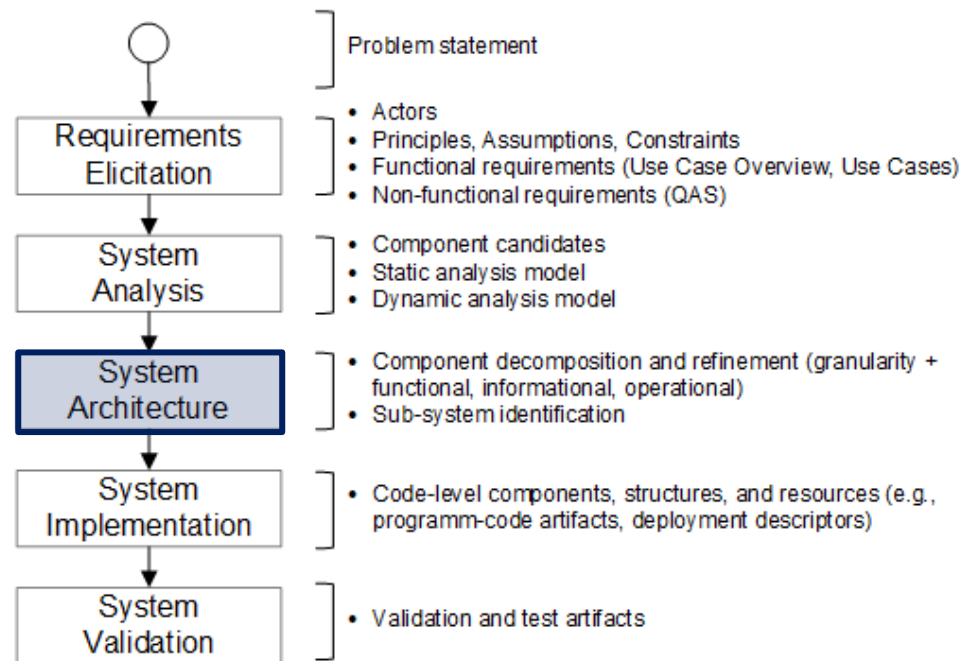 Problem statement
Requirements
Elicitation
• Actors
• Principles, Assumptions, Constraints
• Functional requirements (Use Case Overview, Use Cases)
• Non-functional requirements (QAS)
System
Analysis
• Component candidates
• Static analysis model
• Dynamic analysis model
System
Architecture
• Component decomposition and refinement (granularity +
functional, informational, operational)
• Sub-system identification
System
Implementation
• Code-level components, structures, and resources (e.g.,
programm-code artifacts, deployment descriptors)
System
Validation
• Validation and test artifacts